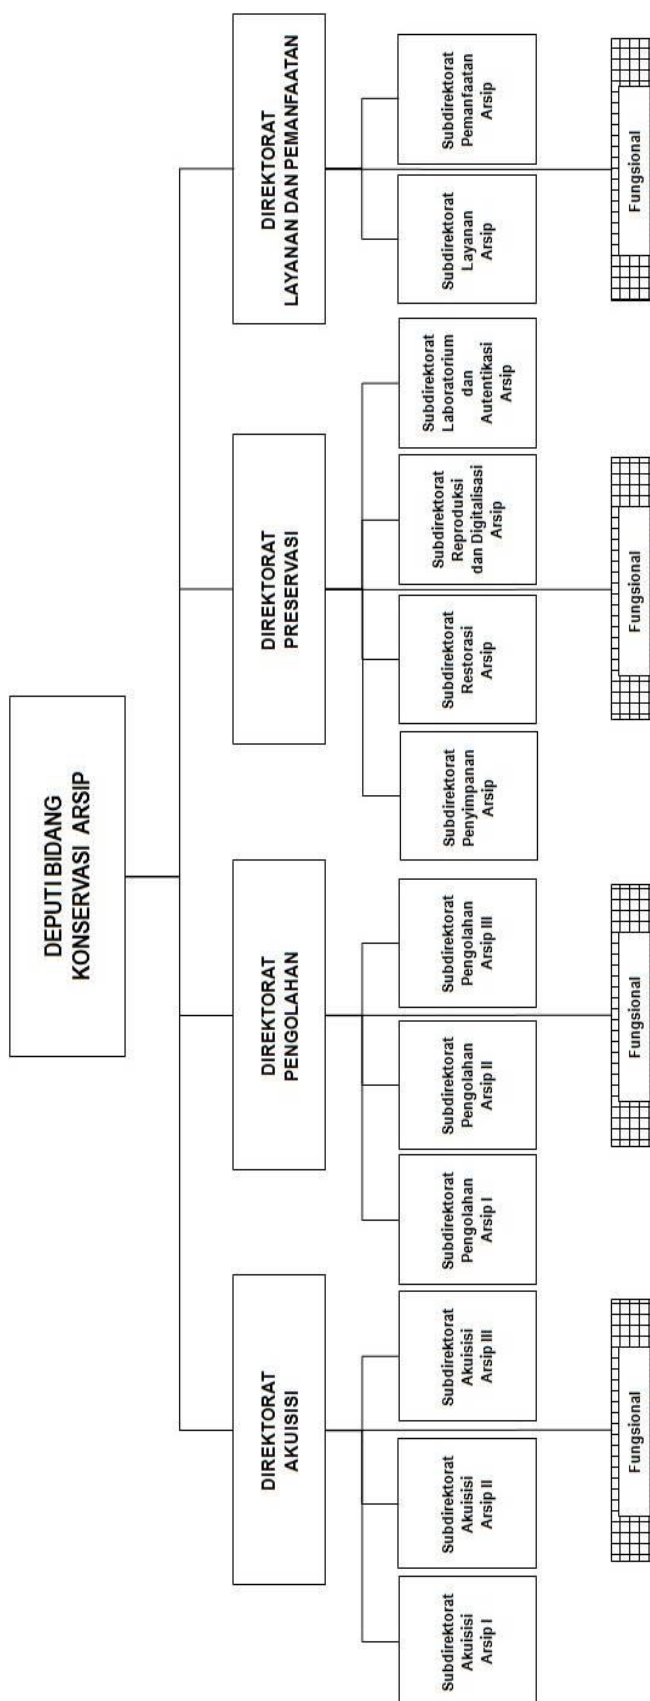 DEPUTI BIDANG
KONSERVASI ARSIP
DIREKTORAT
AKUISISI
DIREKTORAT
PENGOLAHAN
DIREKTORAT
PRESERVASI
DIREKTORAT
LAYANAN DAN PEMANFAATAN
Subdirektorat
Akuisisi
Arsip I
Subdirektorat
Akuisisi
Arsip II
Subdirektorat
Akuisisi
Arsip III
Subdirektorat
Pengolahan
Arsip I
Subdirektorat
Pengolahan
Arsip II
Subdirektorat
Pengolahan
Arsip III
Subdirektorat
Penyimpanan
Arsip
Subdirektorat
Restorasi
Arsip
Subdirektorat
Reproduksi
dan Digitalisasi
Arsip
Subdirektorat
Laboratorium
dan
Autentikasi
Arsip
Subdirektorat
Layanan
Arsip
Subdirektorat
Pemanfaatan
Arsip
Fungsional
Fungsional
Fungsional
Fungsional